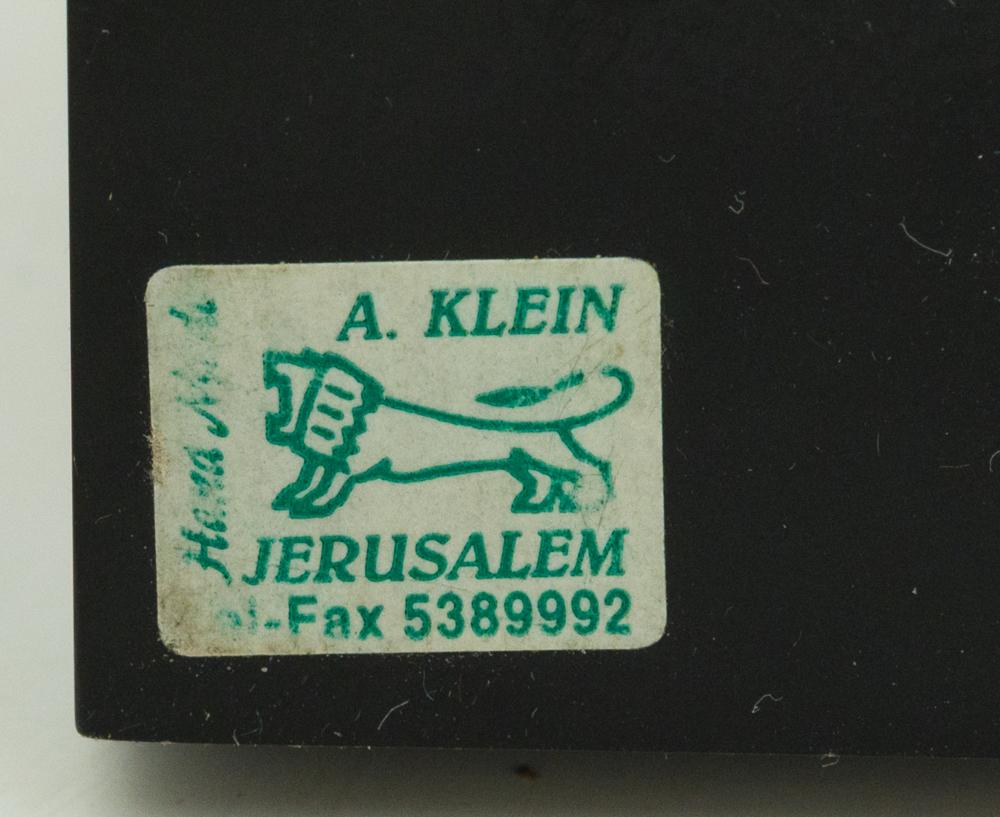 A. KLEIN
JERUSALEM
-Fax 5389992